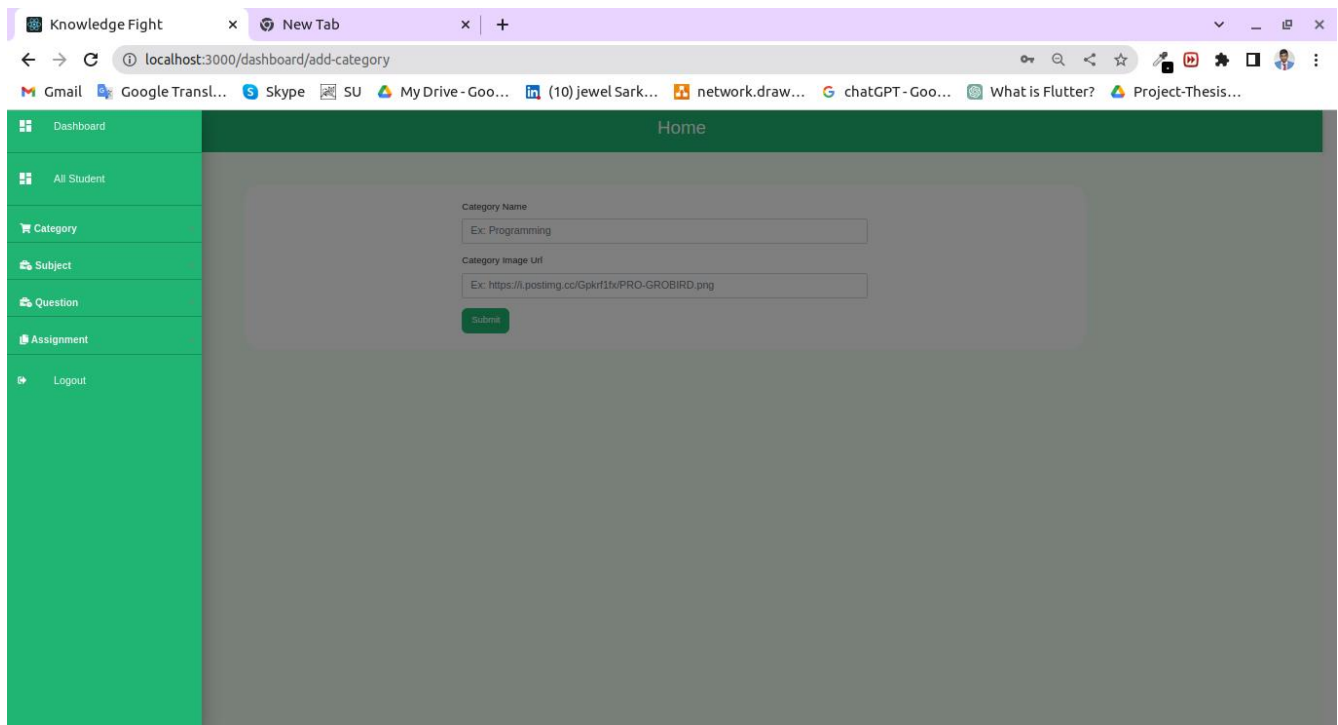 Knowledge Fight
New Tab
localhost:3000/dashboard/add-category
Gmail Google Transl... Skype SU My Drive - Goo... (10) jewel Sark... network.draw... chatGPT - Goo... What is Flutter? Project-Thesis...
Dashboard
Home
All Student
Category
Subject
Question
Assignment
Logout
Category Name
Ex: Programming
Category Image Url
Ex: https://i.postimg.cc/Gpkrf1fx/PRO-GROBIRD.png
Submit